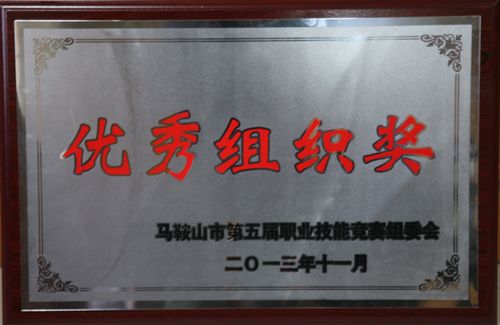 优秀组织奖
马鞍山市第五届职业技能竞赛组委会
二〇一三年十一月